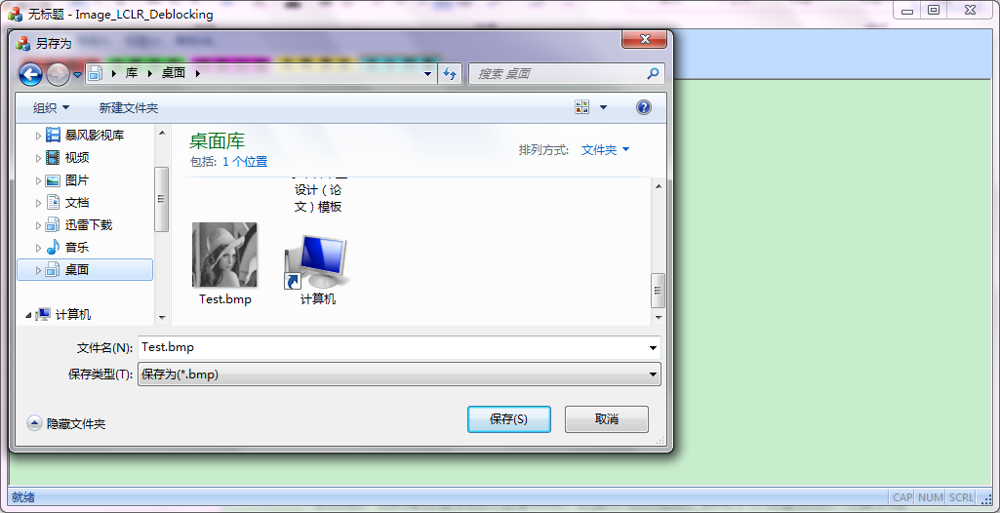 无标题 - Image_LCLR_Deblocking
另存为
库 桌面
搜索 桌面
组织 新建文件夹
暴风影视库
视频
图片
文档
迅雷下载
音乐
桌面
计算机
桌面库
包括: 1 个位置
排列方式: 文件夹
设计（论
文）模板
Test.bmp
计算机
文件名(N): Test.bmp
保存类型(T): 保存为(*.bmp)
隐藏文件夹
保存(S) 取消
就绪
CAP NUM SCRL